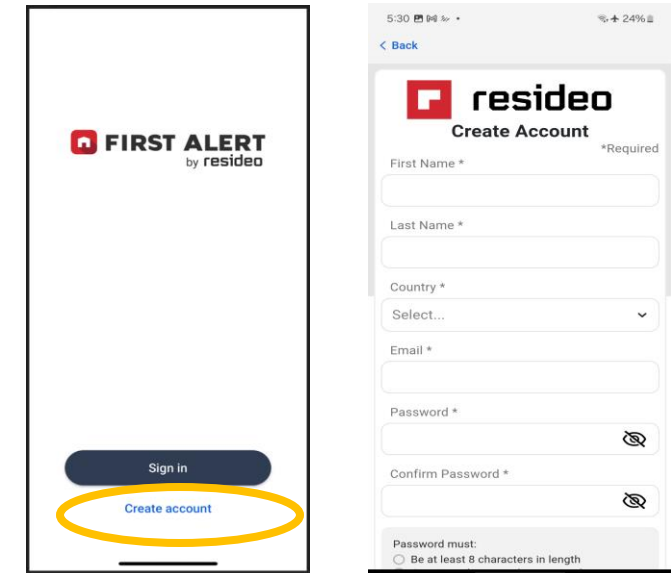 FIRST ALERT
by resideo
Sign in
Create account
5:30
24%
< Back
resideo
Create Account
*Required
First Name *
Last Name *
Country *
Select...
Email *
Password *
Confirm Password *
Password must:
Be at least 8 characters in length